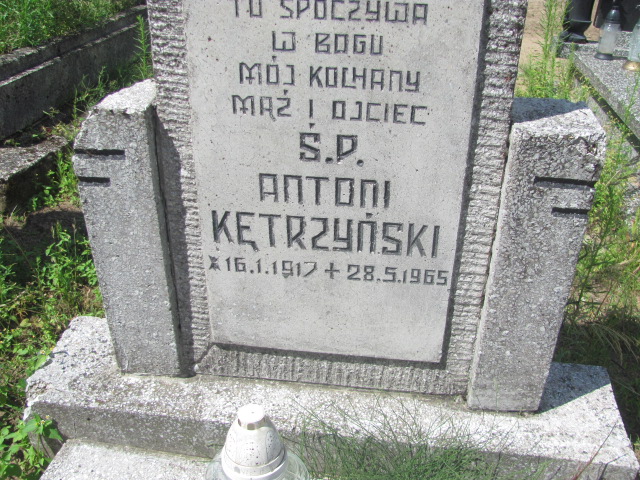 TU SPOCZYWA
W BOGU
MÓJ KOCHANY
MĄŻ I OJCIEC
Ś.P.
ANTONI
KĘTRZYŃSKI
* 16.1.1917 + 28.5.1965